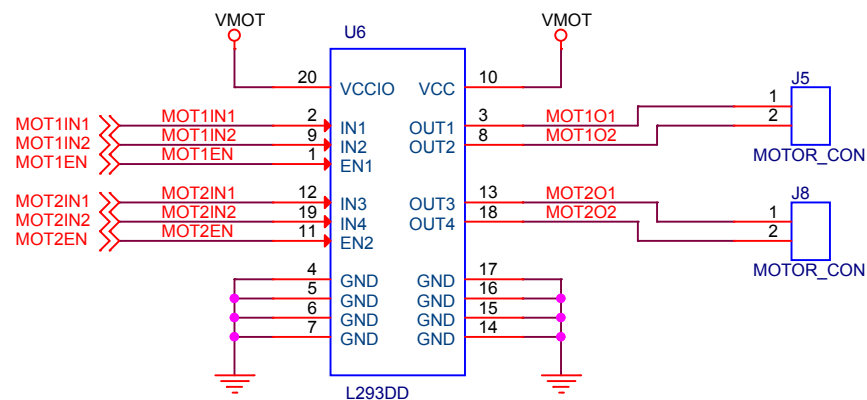 VMOT VMOT
U6
20 VCCIO VCC 10
J5
MOT1IN1 MOT1IN1 2 IN1 OUT1 3 MOT1O1 1
MOT1IN2 MOT1IN2 9 IN2 OUT2 8 MOT1O2 2
MOT1EN MOT1EN 1 EN1 MOTOR_CON
MOT2IN1 MOT2IN1 12 IN3 OUT3 13 MOT2O1 J8
MOT2IN2 MOT2IN2 19 IN4 OUT4 18 MOT2O2 1
MOT2EN MOT2EN 11 EN2 2
MOTOR_CON
4 GND GND 17
5 GND GND 16
6 GND GND 15
7 GND GND 14
L293DD